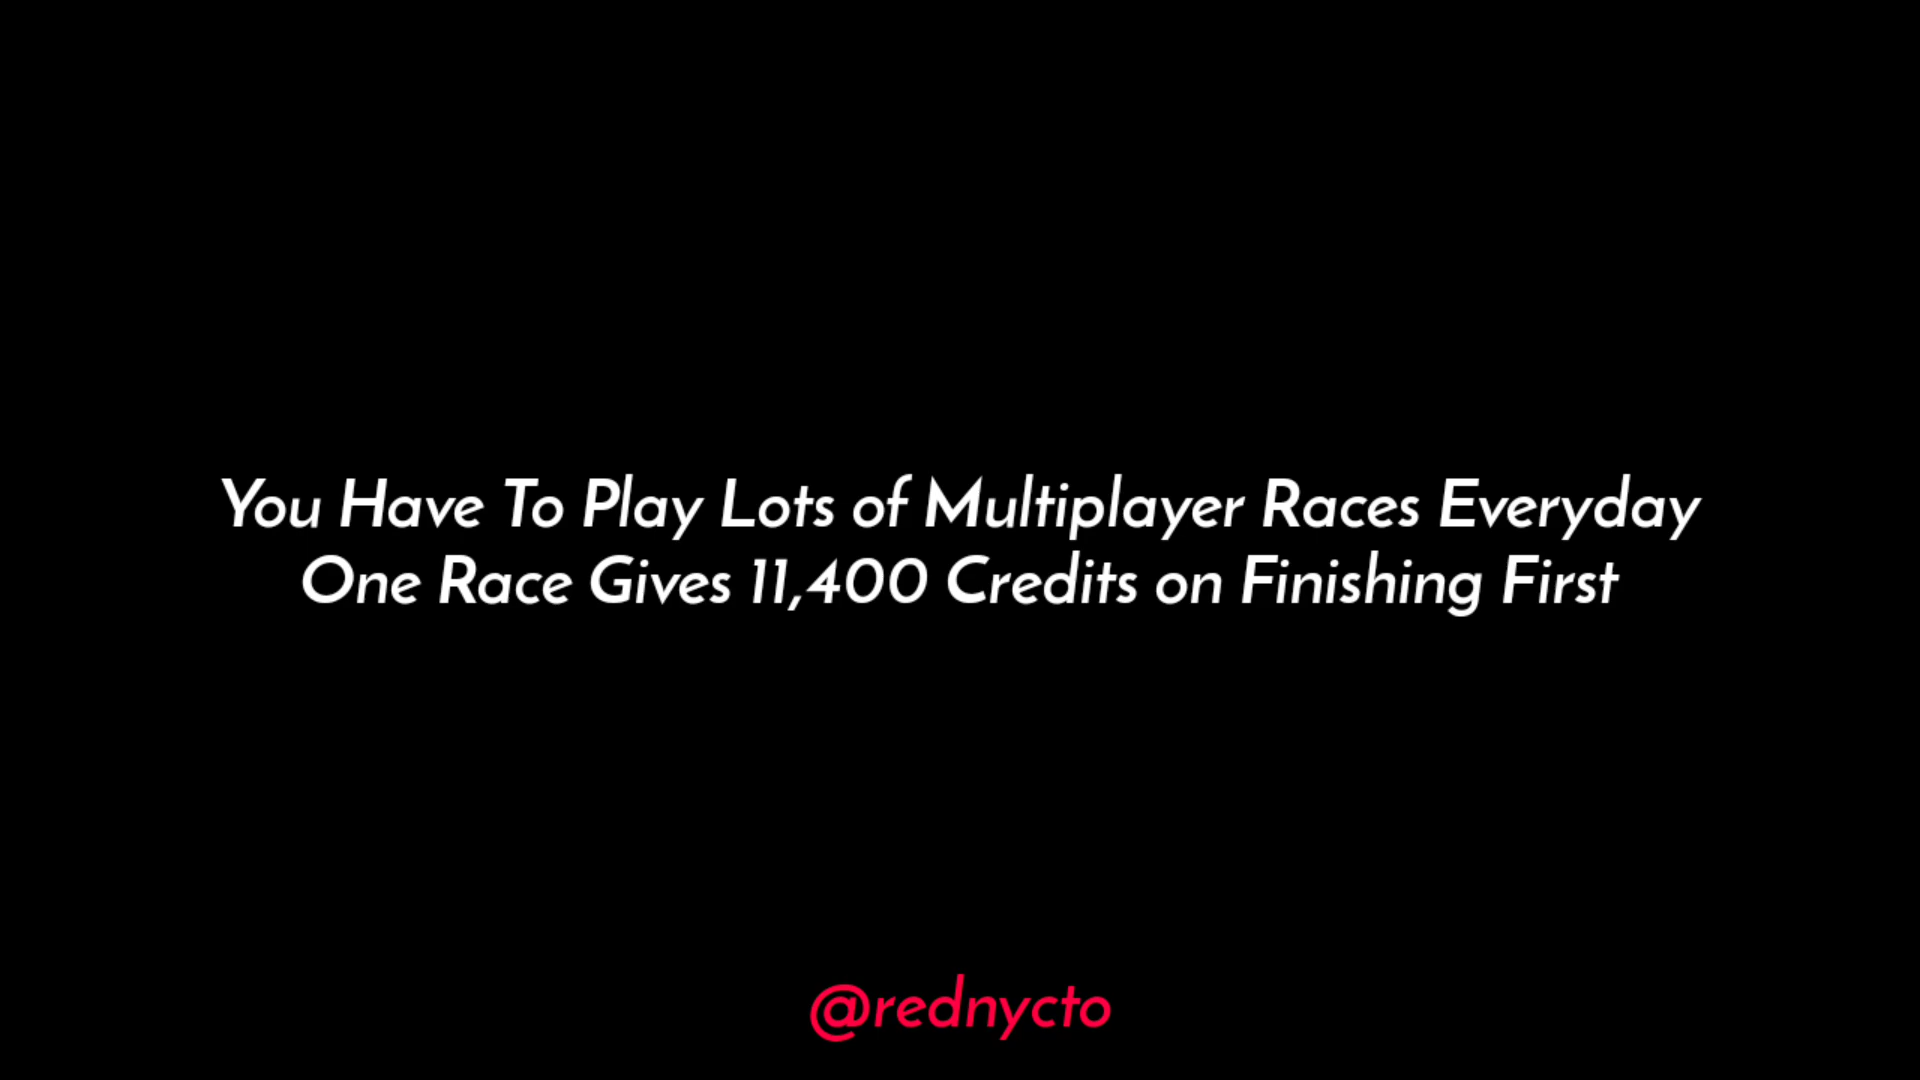 You Have To Play Lots of Multiplayer Races Everyday
One Race Gives 11,400 Credits on Finishing First
@rednycto